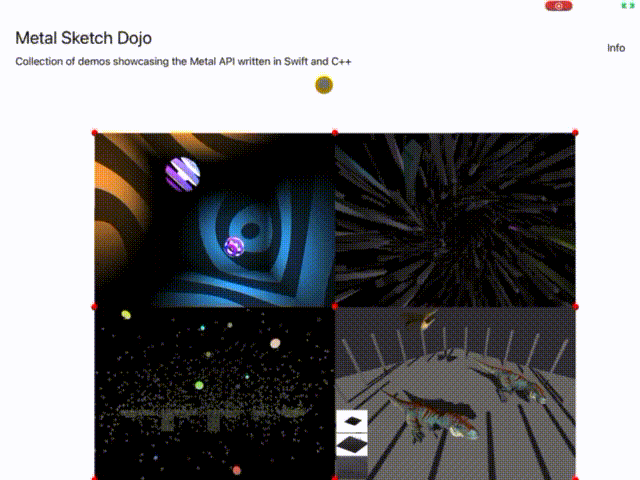 Metal Sketch Dojo
Info
Collection of demos showcasing the Metal API written in Swift and C++